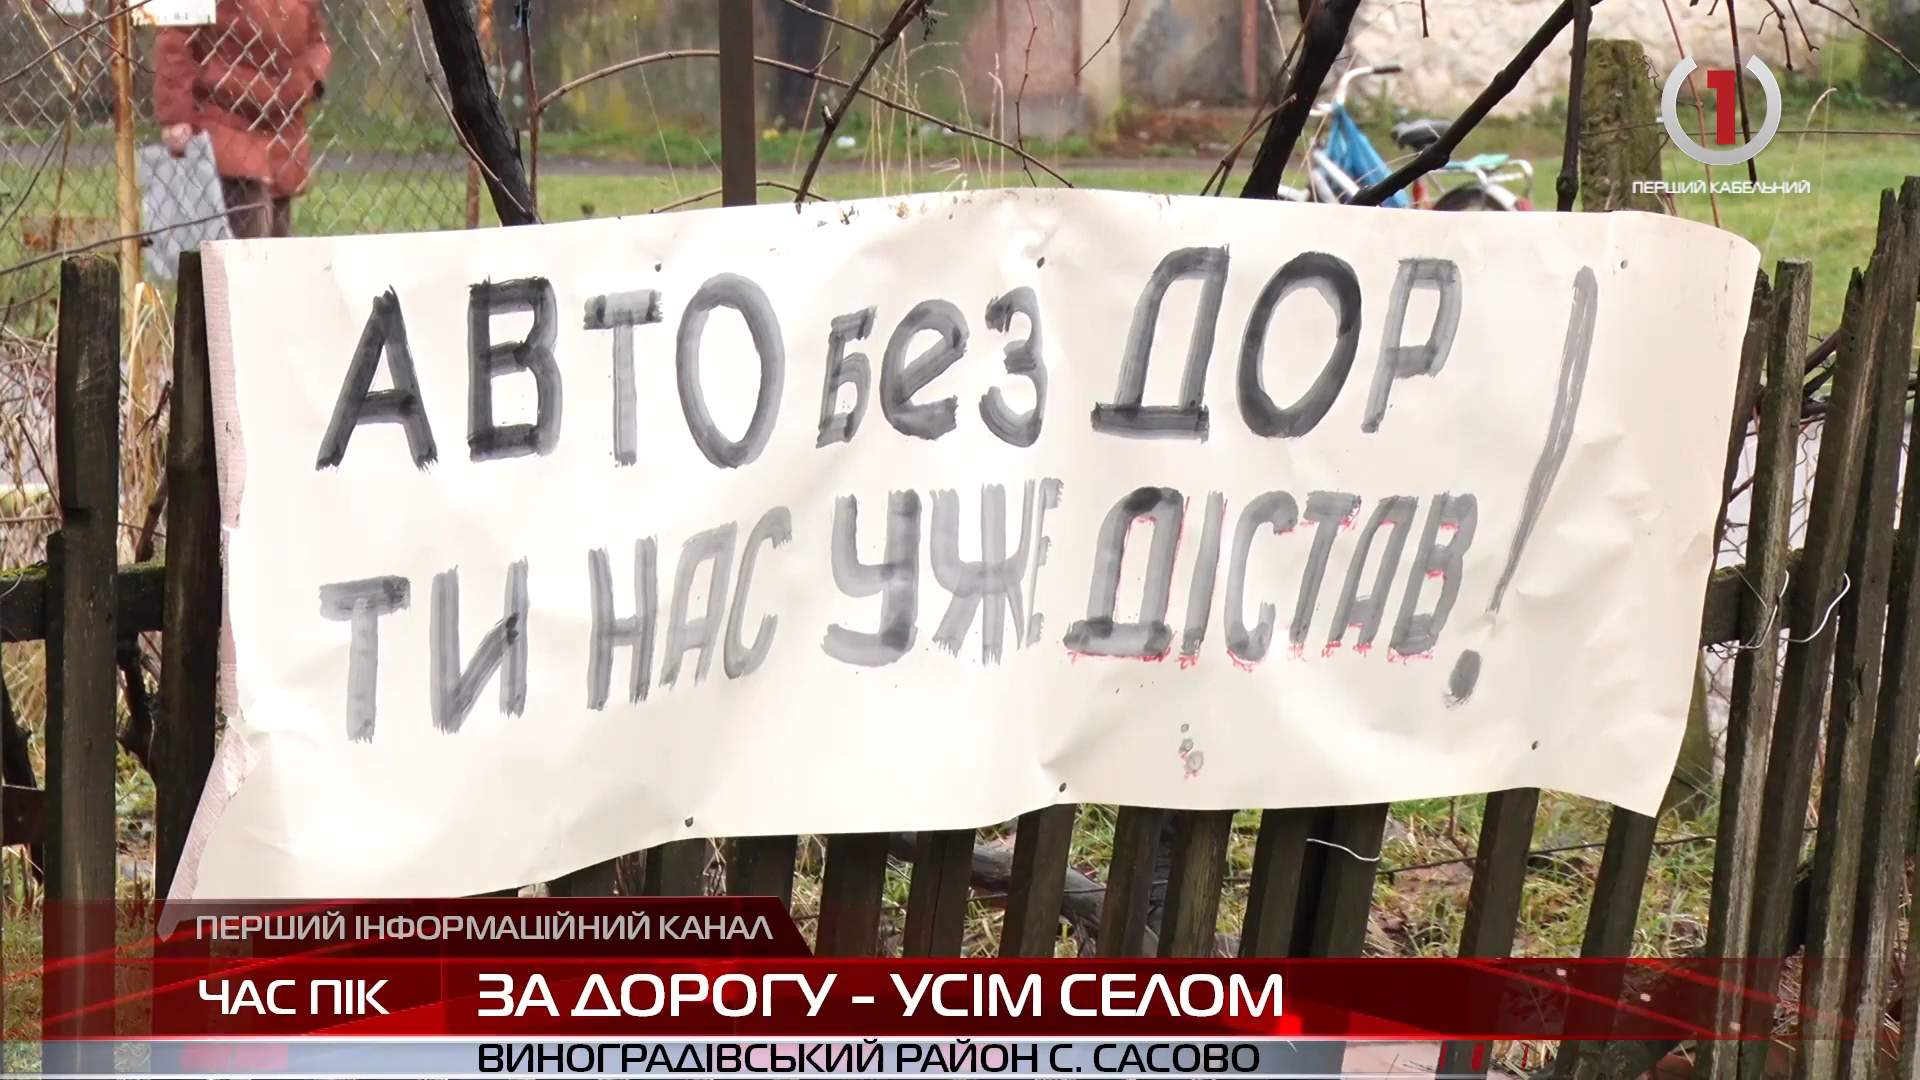 1
ПЕРШИЙ КАБЕЛЬНИЙ
АВТО без ДОР
ТИ НАС УЖЕ ДІСТАВ!
ПЕРШИЙ ІНФОРМАЦІЙНИЙ КАНАЛ
ЧАС ПІК ЗА ДОРОГУ - УСІМ СЕЛОМ
ВИНОГРАДІВСЬКИЙ РАЙОН С. САСОВО